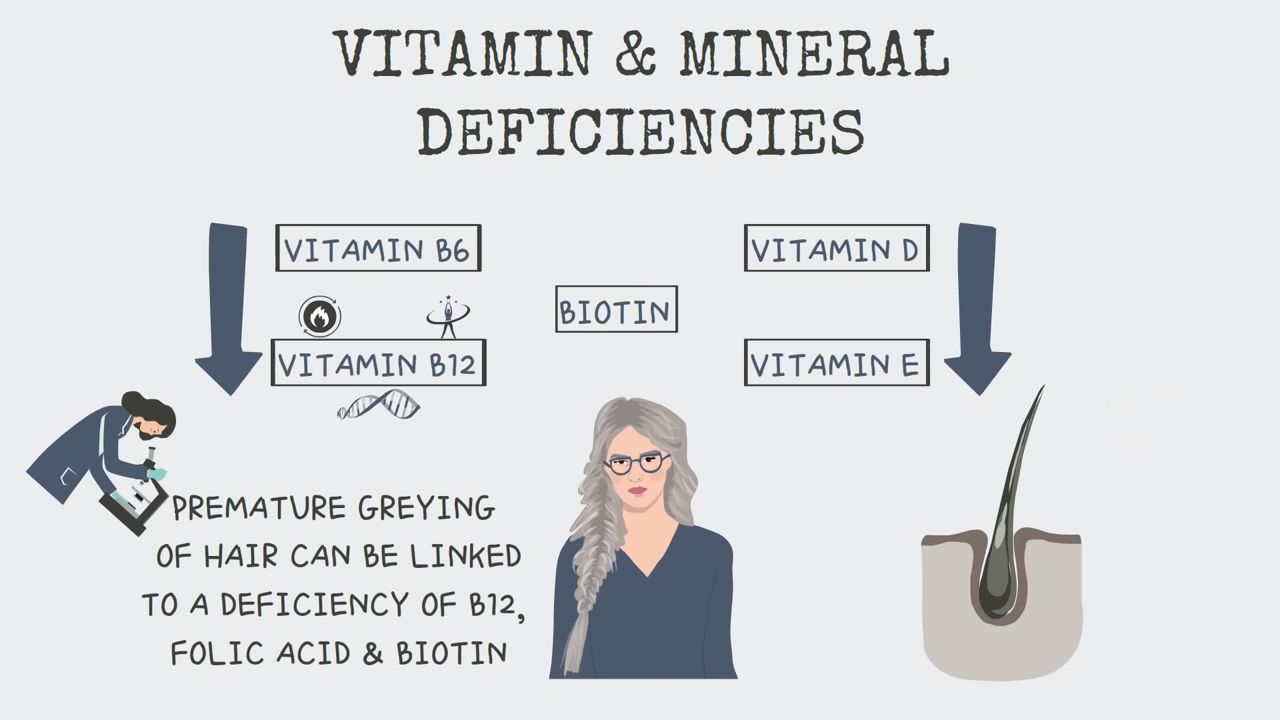 VITAMIN & MINERAL
DEFICIENCIES
VITAMIN B6
VITAMIN D
BIOTIN
VITAMIN B12
VITAMIN E
PREMATURE GREYING
OF HAIR CAN BE LINKED
TO A DEFICIENCY OF B12,
FOLIC ACID & BIOTIN